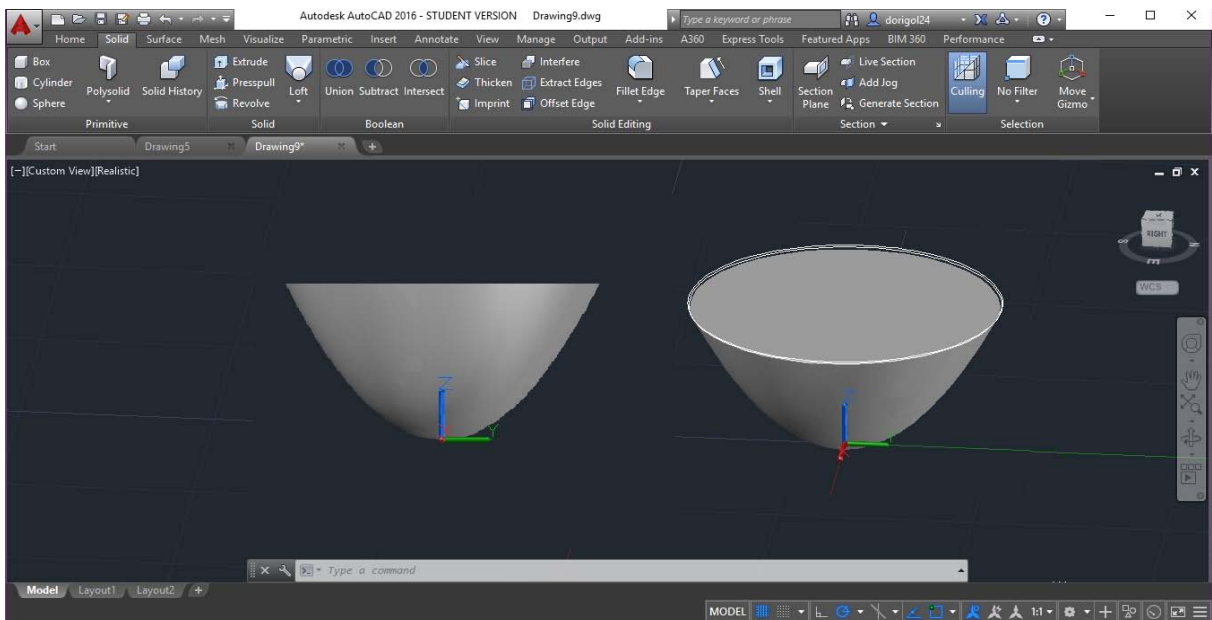 Autodesk AutoCAD 2016 - STUDENT VERSION Drawing9.dwg Type a keyword or phrase dorigol24
Home Solid Surface Mesh Visualize Parametric Insert Annotate View Manage Output Add-ins A360 Express Tools Featured Apps BIM 360 Performance
Box
Cylinder
Sphere
Polysolid
Solid History
Extrude
Presspull
Revolve
Loft
Union Subtract Intersect
Slice
Thicken
Imprint
Interfere
Extract Edges
Offset Edge
Fillet Edge
Taper Faces
Shell
Section
Plane
Live Section
Add Jog
Generate Section
Culling
No Filter
Move
Gizmo
Primitive Solid Boolean Solid Editing Section Selection
Start Drawing5 Drawing9* +
[-][Custom View][Realistic]
RIGHT
WCS
Z
Y
Type a command
Model Layout1 Layout2 +
MODEL 1:1